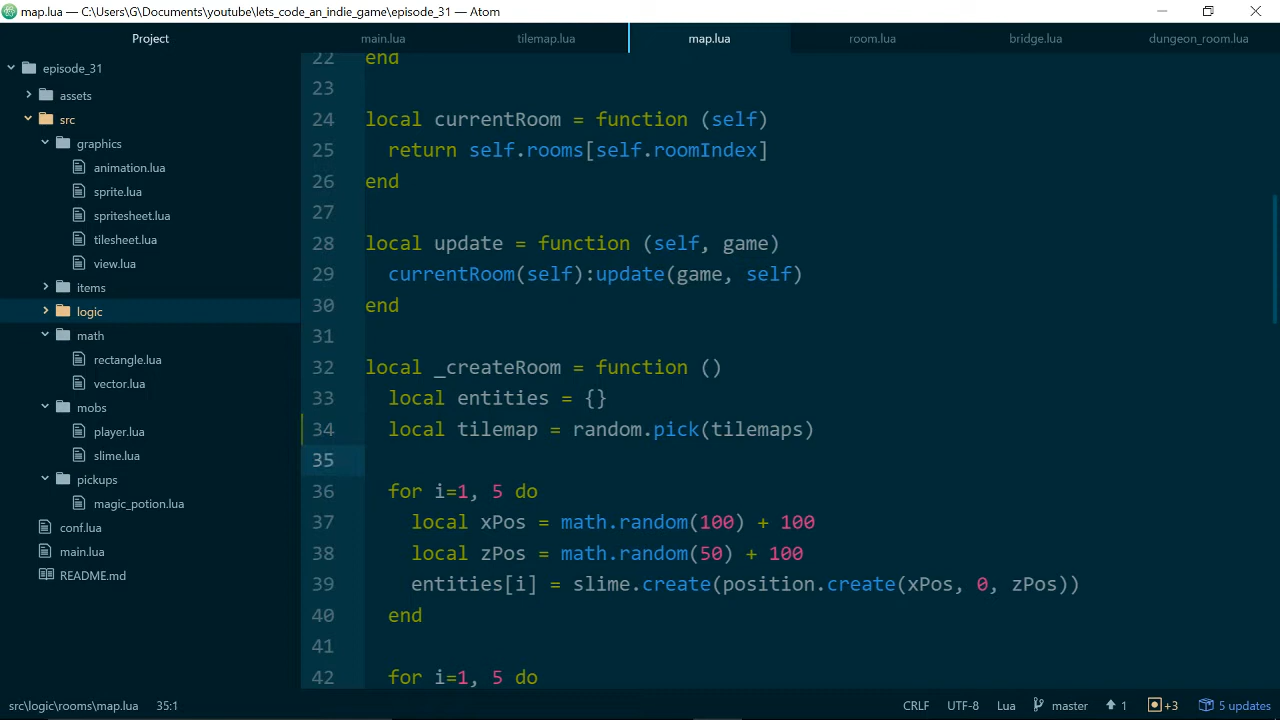 map.lua — C:\Users\G\Documents\youtube\lets_code_an_indie_game\episode_31 — Atom
Project
main.lua
tilemap.lua
map.lua
room.lua
bridge.lua
dungeon_room.lua
episode_31
assets
src
graphics
animation.lua
sprite.lua
spritesheet.lua
tilesheet.lua
view.lua
items
logic
math
rectangle.lua
vector.lua
mobs
player.lua
slime.lua
pickups
magic_potion.lua
conf.lua
main.lua
README.md
22 end
23
24 local currentRoom = function (self)
25 return self.rooms[self.roomIndex]
26 end
27
28 local update = function (self, game)
29 currentRoom(self):update(game, self)
30 end
31
32 local _createRoom = function ()
33 local entities = {}
34 local tilemap = random.pick(tilemaps)
35
36 for i=1, 5 do
37 local xPos = math.random(100) + 100
38 local zPos = math.random(50) + 100
39 entities[i] = slime.create(position.create(xPos, 0, zPos))
40 end
41
42 for i=1, 5 do
src\logic\rooms\map.lua 35:1 CRLF UTF-8 Lua master 1 +3 5 updates